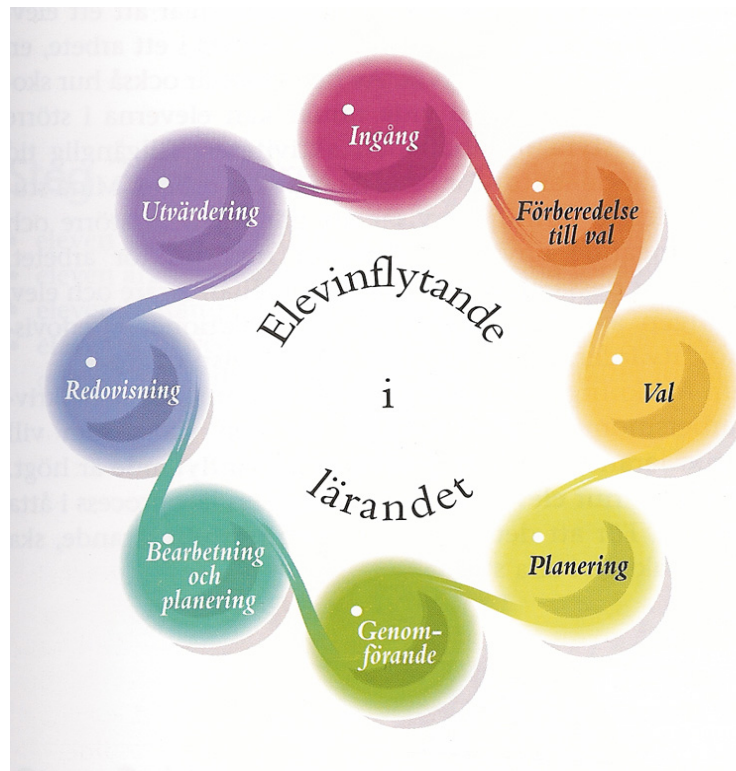 Ingång
Förberedelse
till val
Val
Planering
Genom-
förande
Bearbetning
och
planering
Redovisning
Utvärdering
Elevinflytande
i
lärandet